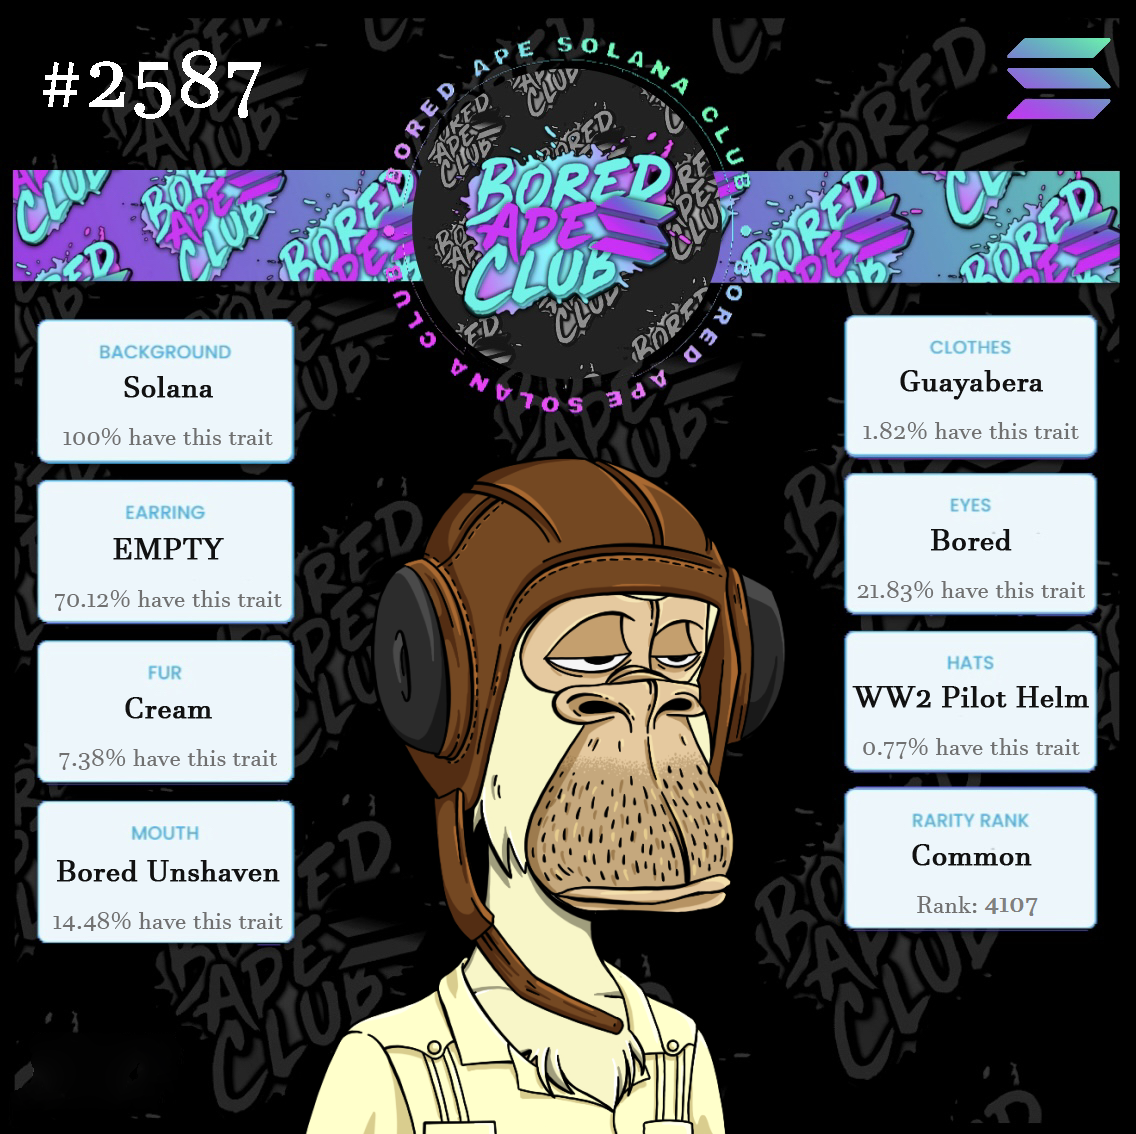 #2587
BORED APE SOLANA CLUB
BORED APE SOLANA CLUB
BORED
APE
CLUB
BACKGROUND
Solana
100% have this trait
EARRING
EMPTY
70.12% have this trait
FUR
Cream
7.38% have this trait
MOUTH
Bored Unshaven
14.48% have this trait
CLOTHES
Guayabera
1.82% have this trait
EYES
Bored
21.83% have this trait
HATS
WW2 Pilot Helm
0.77% have this trait
RARITY RANK
Common
Rank: 4107